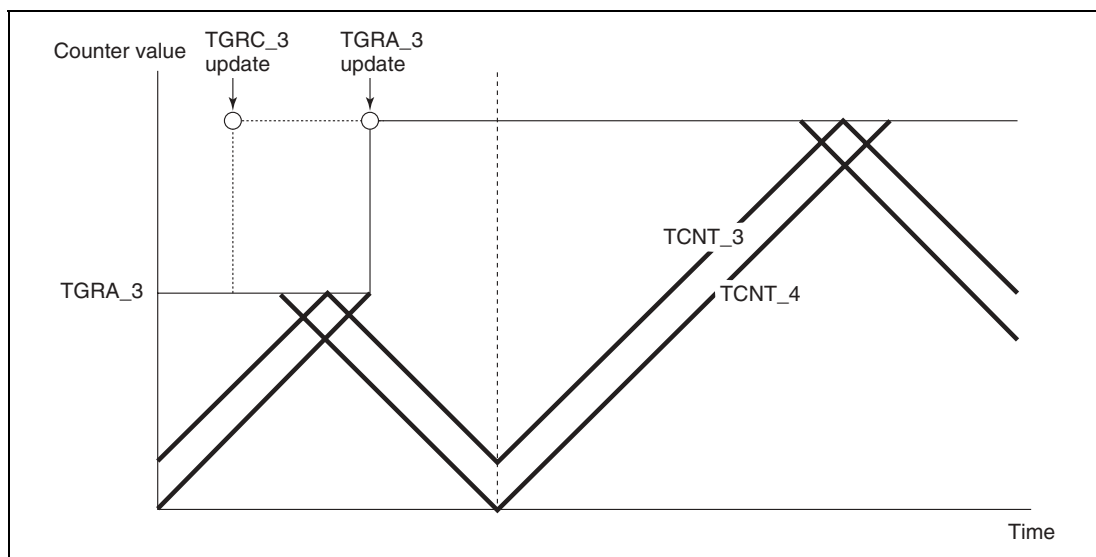 Counter value
TGRC_3
update
TGRA_3
update
TCNT_3
TGRA_3
TCNT_4
Time